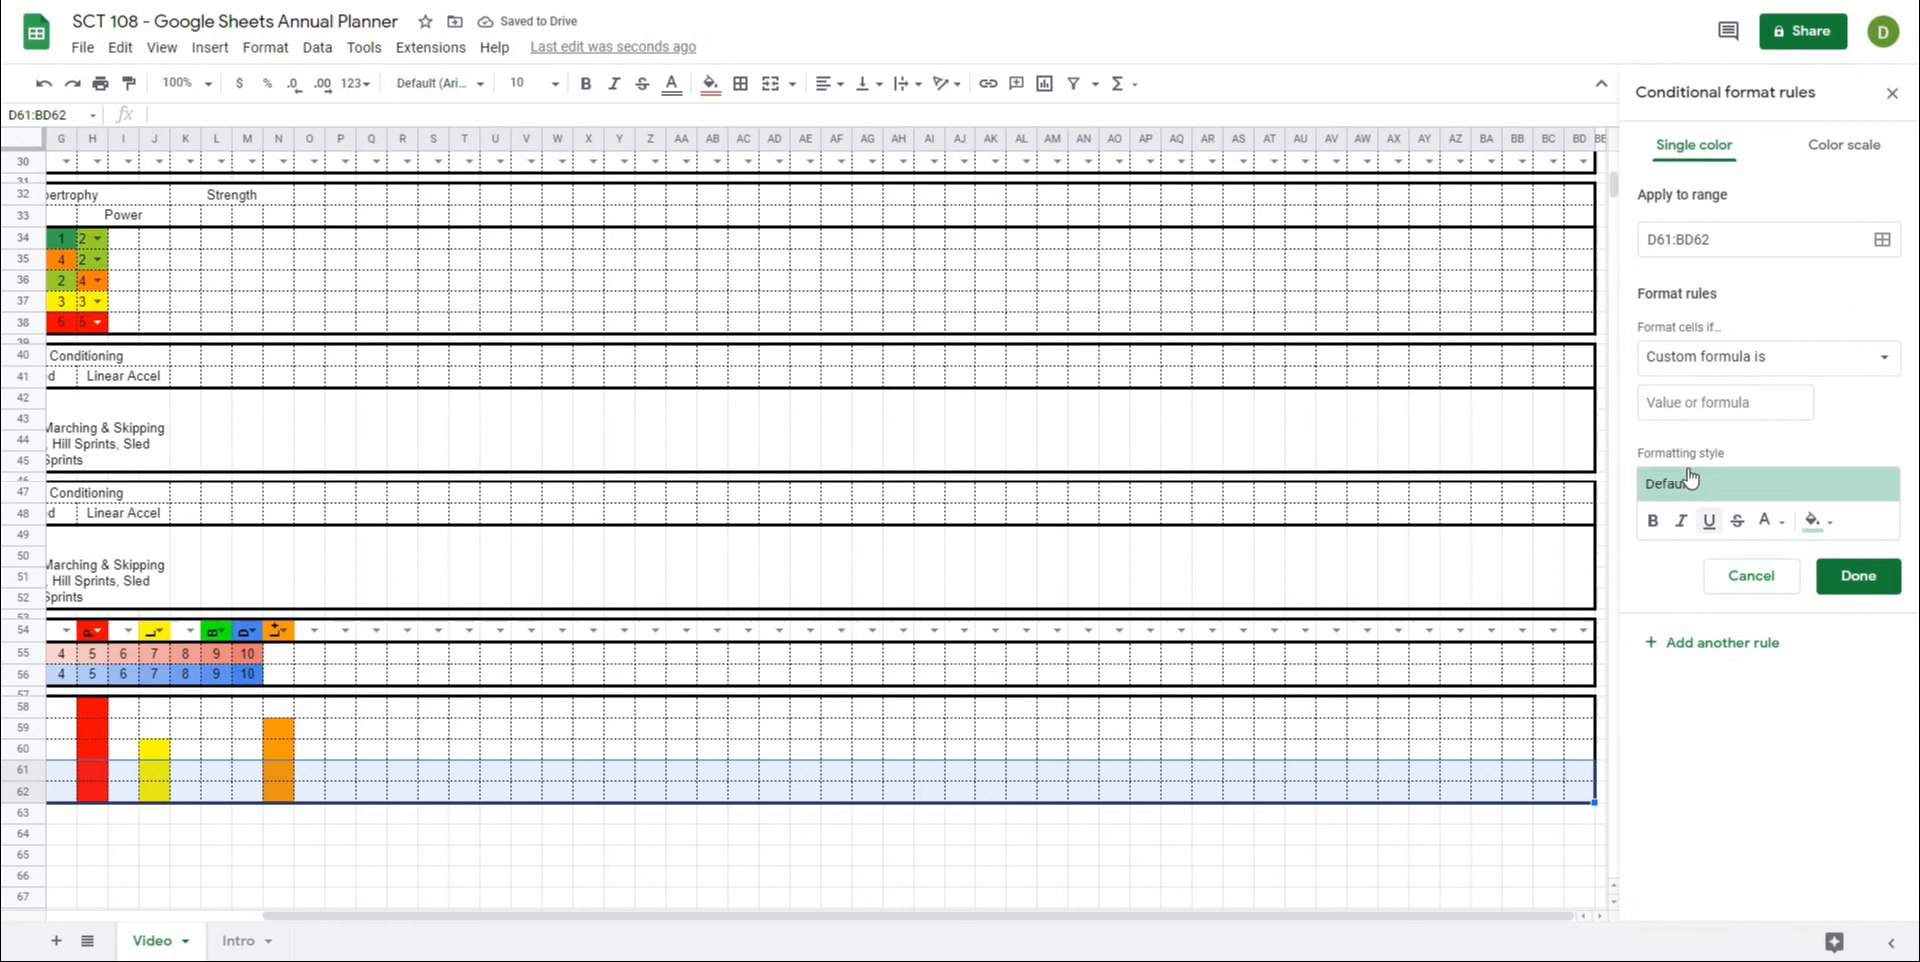 SCT 108 - Google Sheets Annual Planner Saved to Drive
File Edit View Insert Format Data Tools Extensions Help Last edit was seconds ago
Share D
100% $ % .0 .00 123 Default (Ari... 10 B I S A Σ
D61:BD62 fx
G H I J K L M N O P Q R S T U V W X Y Z AA AB AC AD AE AF AG AH AI AJ AK AL AM AN AO AP AQ AR AS AT AU AV AW AX AY AZ BA BB BC BD BE
30
31
32 pertrophy Strength
33 Power
34 1 2
35 4 2
36 2 4
37 3 3
38 5 5
39
40 Conditioning
41 d Linear Accel
42
43 Marching & Skipping
44 , Hill Sprints, Sled
45 Sprints
46
47 Conditioning
48 d Linear Accel
49
50 Marching & Skipping
51 , Hill Sprints, Sled
52 Sprints
53
54 P L B D L+
55 4 5 6 7 8 9 10
56 4 5 6 7 8 9 10
57
58
59
60
61
62
63
64
65
66
67
Video Intro
Conditional format rules
Single color Color scale
Apply to range
D61:BD62
Format rules
Format cells if...
Custom formula is
Value or formula
Formatting style
Defau
B I U S A
Cancel Done
+ Add another rule